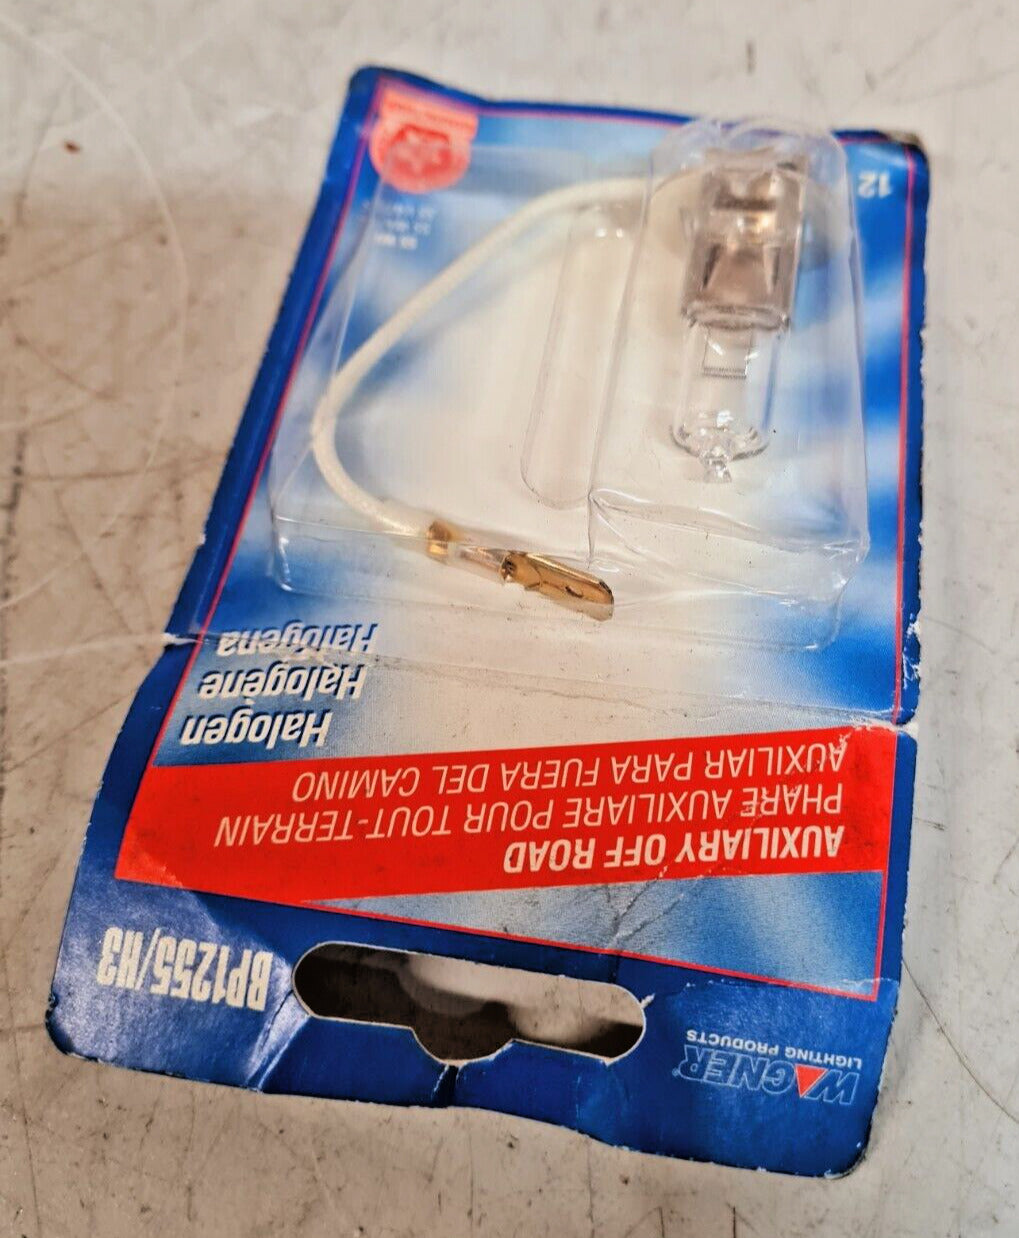 WAGNER
LIGHTING PRODUCTS
BP1255/H3
AUXILIARY OFF ROAD
PHARE AUXILIARE POUR TOUT-TERRAIN
AUXILIAR PARA FUERA DEL CAMINO
Halogen
Halogène
Halógena
12